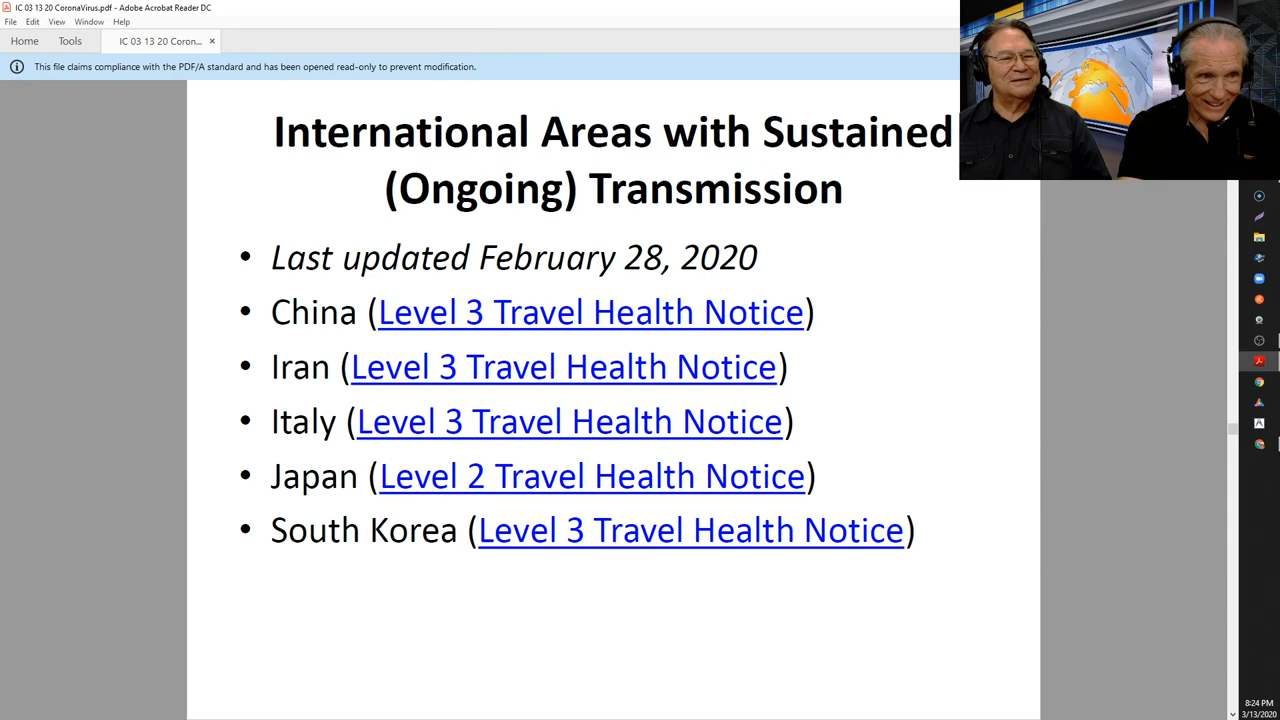 IC 03 13 20 CoronaVirus.pdf - Adobe Acrobat Reader DC
File Edit View Window Help
Home Tools IC 03 13 20 Coron... ×
This file claims compliance with the PDF/A standard and has been opened read-only to prevent modification.
International Areas with Sustained
(Ongoing) Transmission
• Last updated February 28, 2020
• China (Level 3 Travel Health Notice)
• Iran (Level 3 Travel Health Notice)
• Italy (Level 3 Travel Health Notice)
• Japan (Level 2 Travel Health Notice)
• South Korea (Level 3 Travel Health Notice)
8:24 PM
3/13/2020